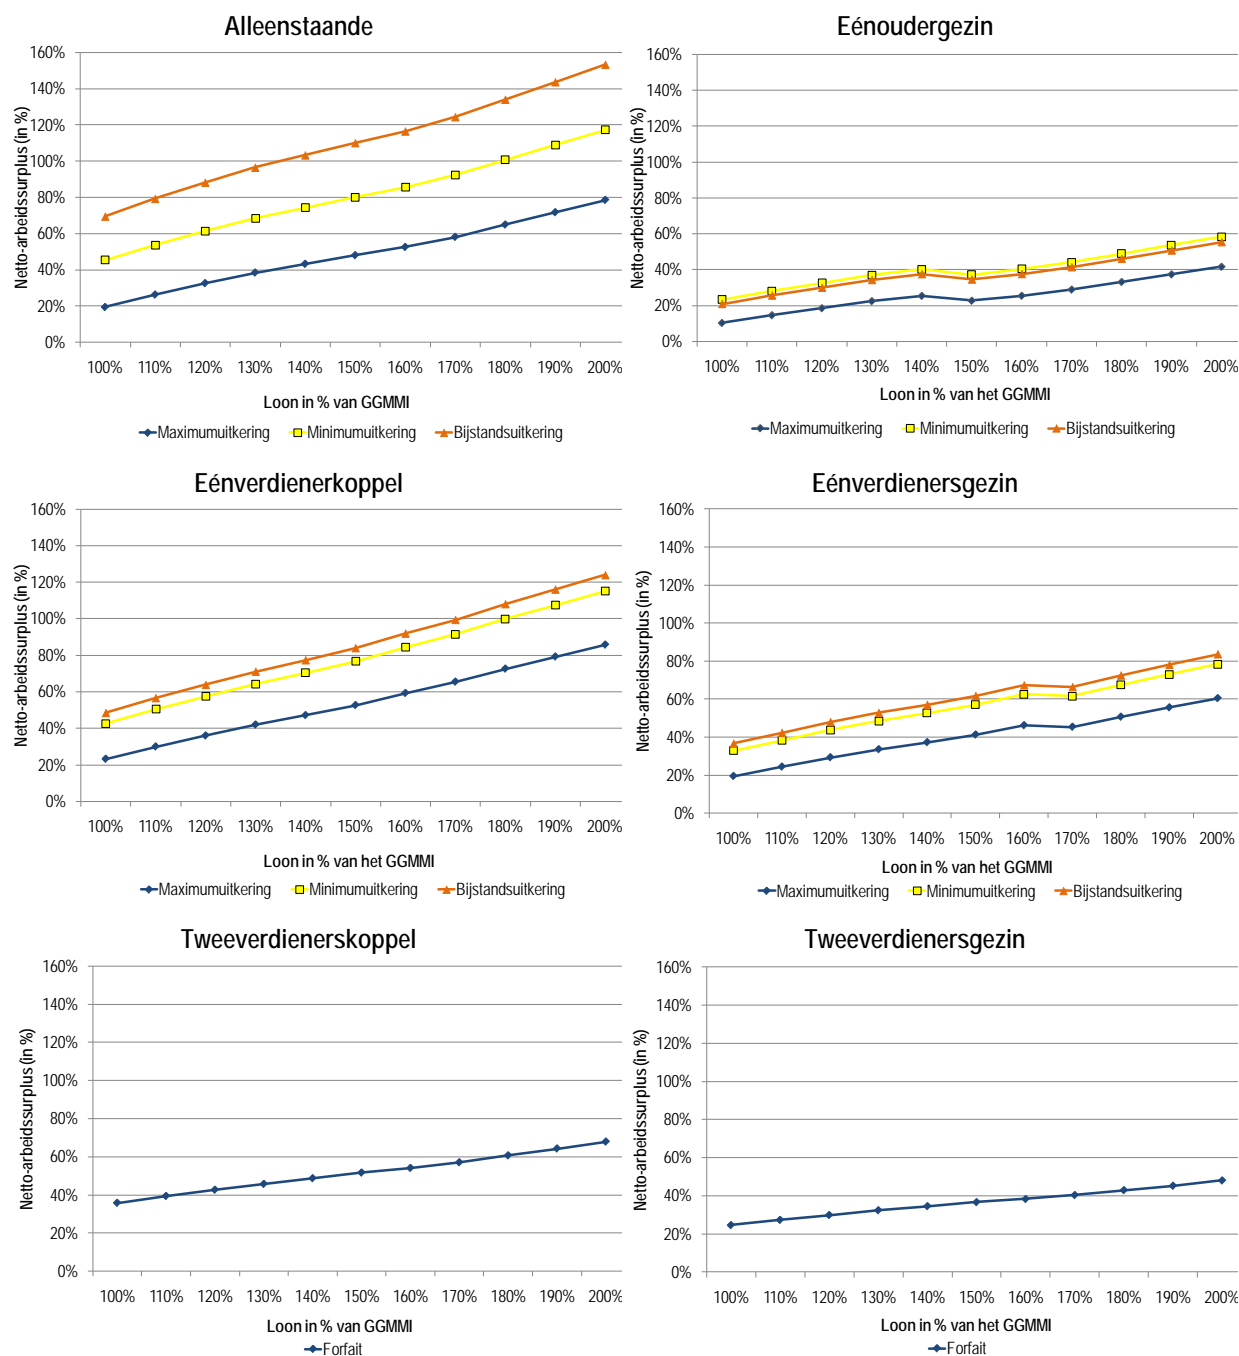 Alleenstaande
160%
140%
120%
100%
80%
60%
40%
20%
0%
Netto-arbeidssurplus (in %)
100% 110% 120% 130% 140% 150% 160% 170% 180% 190% 200%
Loon in % van GGMMI
Maximumuitkering Minimumuitkering Bijstandsuitkering
Eénoudergezin
160%
140%
120%
100%
80%
60%
40%
20%
0%
Netto-arbeidssurplus (in %)
100% 110% 120% 130% 140% 150% 160% 170% 180% 190% 200%
Loon in % van het GGMMI
Maximumuitkering Minimumuitkering Bijstandsuitkering
Eénverdienerkoppel
160%
140%
120%
100%
80%
60%
40%
20%
0%
Netto-arbeidssurplus (in %)
100% 110% 120% 130% 140% 150% 160% 170% 180% 190% 200%
Loon in % van het GGMMI
Maximumuitkering Minimumuitkering Bijstandsuitkering
Eénverdienersgezin
160%
140%
120%
100%
80%
60%
40%
20%
0%
Netto-arbeidssurplus (in %)
100% 110% 120% 130% 140% 150% 160% 170% 180% 190% 200%
Loon in % van het GGMMI
Maximumuitkering Minimumuitkering Bijstandsuitkering
Tweeverdienerskoppel
160%
140%
120%
100%
80%
60%
40%
20%
0%
Netto-arbeidssurplus (in %)
100% 110% 120% 130% 140% 150% 160% 170% 180% 190% 200%
Loon in % van GGMMI
Forfait
Tweeverdienersgezin
160%
140%
120%
100%
80%
60%
40%
20%
0%
Netto-arbeidssurplus (in %)
100% 110% 120% 130% 140% 150% 160% 170% 180% 190% 200%
Loon in % van het GGMMI
Forfait